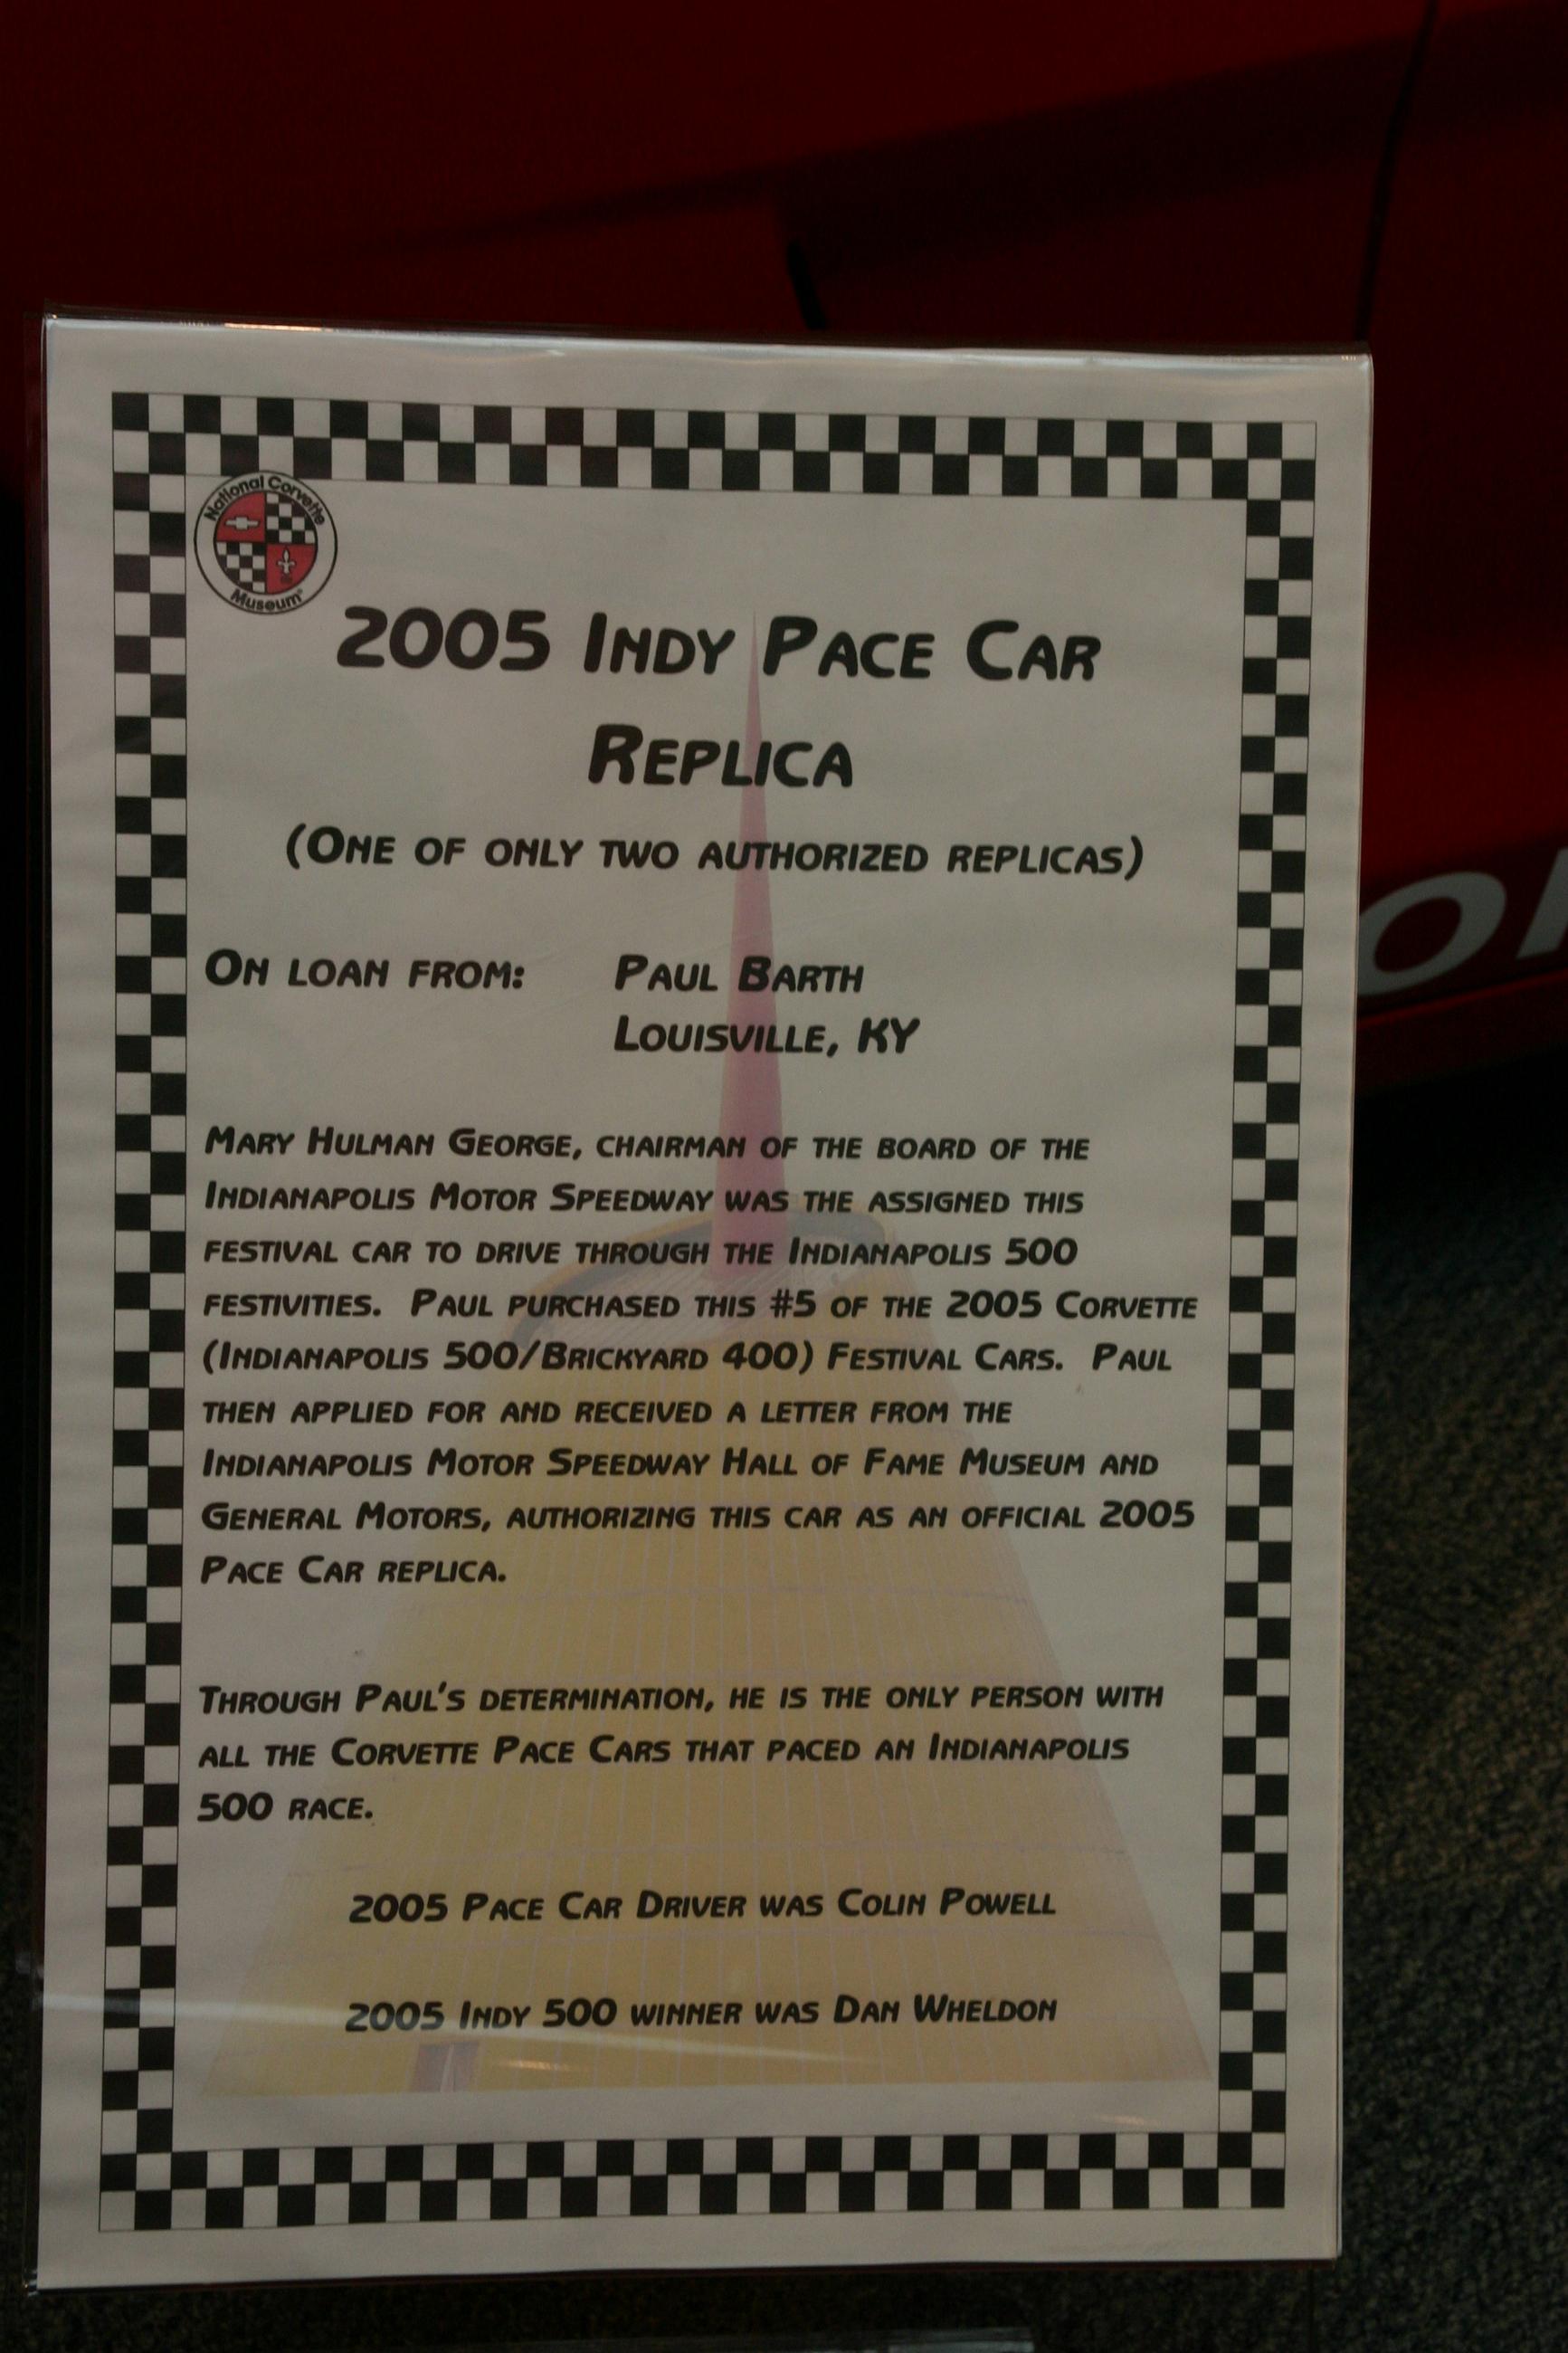 National Corvette
Museum
2005 Indy Pace Car
Replica
(One of only two authorized replicas)
On loan from: Paul Barth
Louisville, KY
Mary Hulman George, chairman of the board of the
Indianapolis Motor Speedway was the assigned this
festival car to drive through the Indianapolis 500
festivities. Paul purchased this #5 of the 2005 Corvette
(Indianapolis 500/Brickyard 400) Festival Cars. Paul
then applied for and received a letter from the
Indianapolis Motor Speedway Hall of Fame Museum and
General Motors, authorizing this car as an official 2005
Pace Car replica.
Through Paul's determination, he is the only person with
all the Corvette Pace Cars that paced an Indianapolis
500 race.
2005 Pace Car Driver was Colin Powell
2005 Indy 500 winner was Dan Wheldon